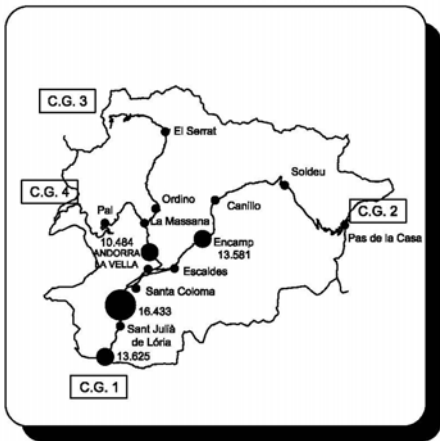 C.G. 3
El Serrat
Soldeu
C.G. 4
Pal
Ordino
Canillo
C.G. 2
La Massana
Pas de la Casa
10.484
ANDORRA
LA VELLA
Encamp
13.581
Escaldes
Santa Coloma
16.433
Sant Julià
de Lória
13.625
C.G. 1